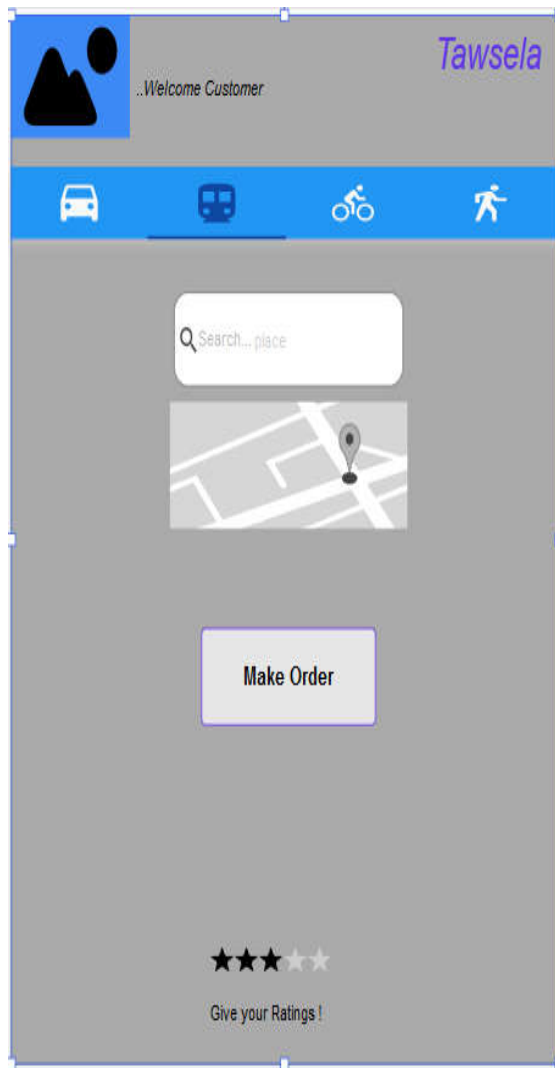 Tawsela
..Welcome Customer
Search... place
Make Order
Give your Ratings !